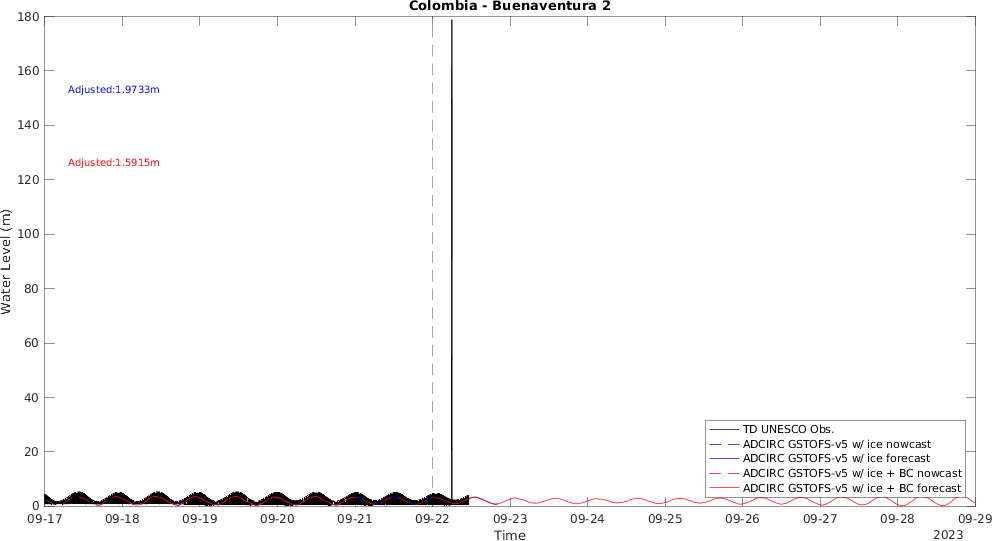 Colombia - Buenaventura 2
180
160
140
120
100
80
60
40
20
0
Water Level (m)
Adjusted:1.9733m
Adjusted:1.5915m
TD UNESCO Obs.
ADCIRC GSTOFS-v5 w/ ice nowcast
ADCIRC GSTOFS-v5 w/ ice forecast
ADCIRC GSTOFS-v5 w/ ice + BC nowcast
ADCIRC GSTOFS-v5 w/ ice + BC forecast
09-17 09-18 09-19 09-20 09-21 09-22 09-23 09-24 09-25 09-26 09-27 09-28 09-29
Time
2023